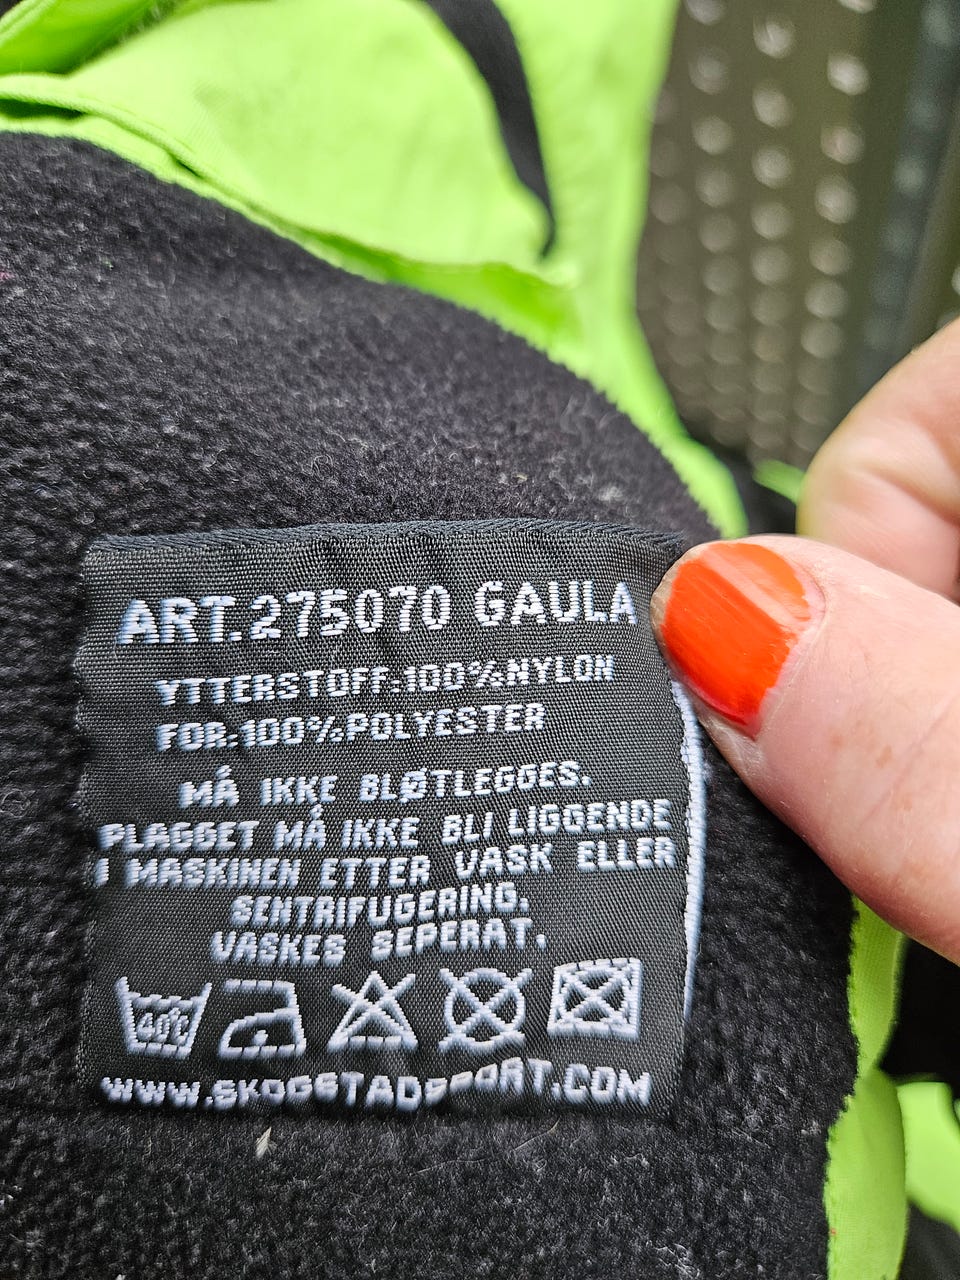 ART.275070 GAULA
YTTERSTOFF:100%NYLON
FOR:100%POLYESTER
MÅ IKKE BLØTLEGGES.
PLAGGET MÅ IKKE BLI LIGGENDE
I MASKINEN ETTER VASK ELLER
SENTRIFUGERING.
VASKES SEPERAT.
40°C
WWW.SKOGSTADSPORT.COM